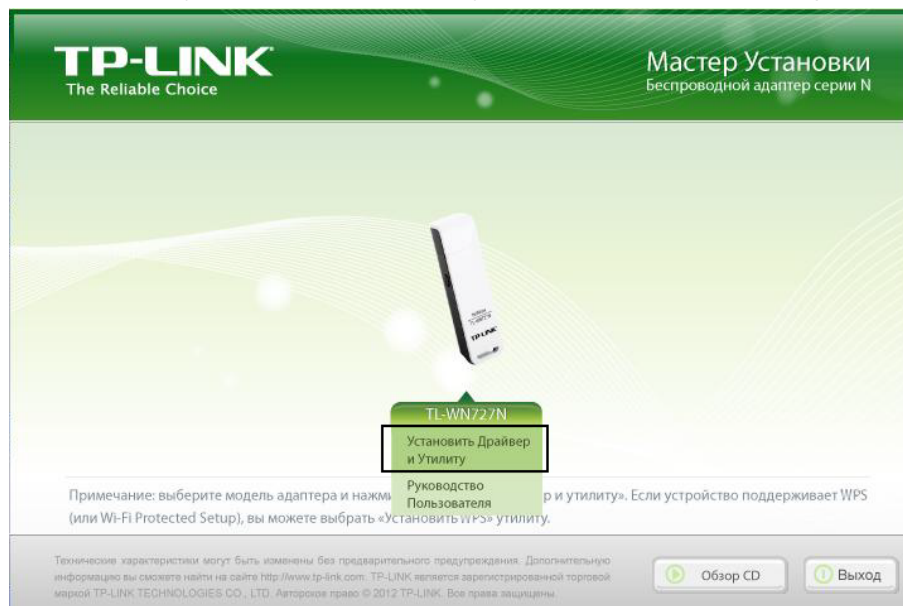 TP-LINK
The Reliable Choice
Мастер Установки
Беспроводной адаптер серии N
TP-LINK
TL-WN727N
Установить Драйвер
и Утилиту
Руководство
Пользователя
Примечание: выберите модель адаптера и нажми р и утилиту». Если устройство поддерживает WPS
(или Wi-Fi Protected Setup), вы можете выбрать «Установить WPS» утилиту.
Технические характеристики могут быть изменены без предварительного предупреждения. Дополнительную
информацию вы сможете найти на сайте http://www.tp-link.com. TP-LINK является зарегистрированной торговой
маркой TP-LINK TECHNOLOGIES CO., LTD. Авторское право © 2012 TP-LINK. Все права защищены.
Обзор CD
Выход